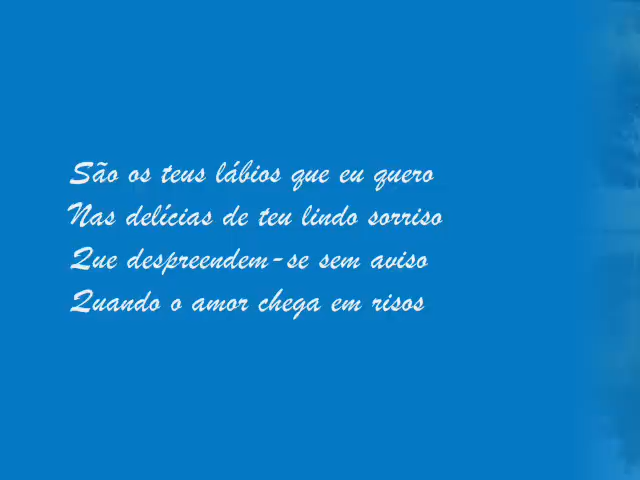 São os teus lábios que eu quero
Nas delícias de teu lindo sorriso
Que despreendem-se sem aviso
Quando o amor chega em risos